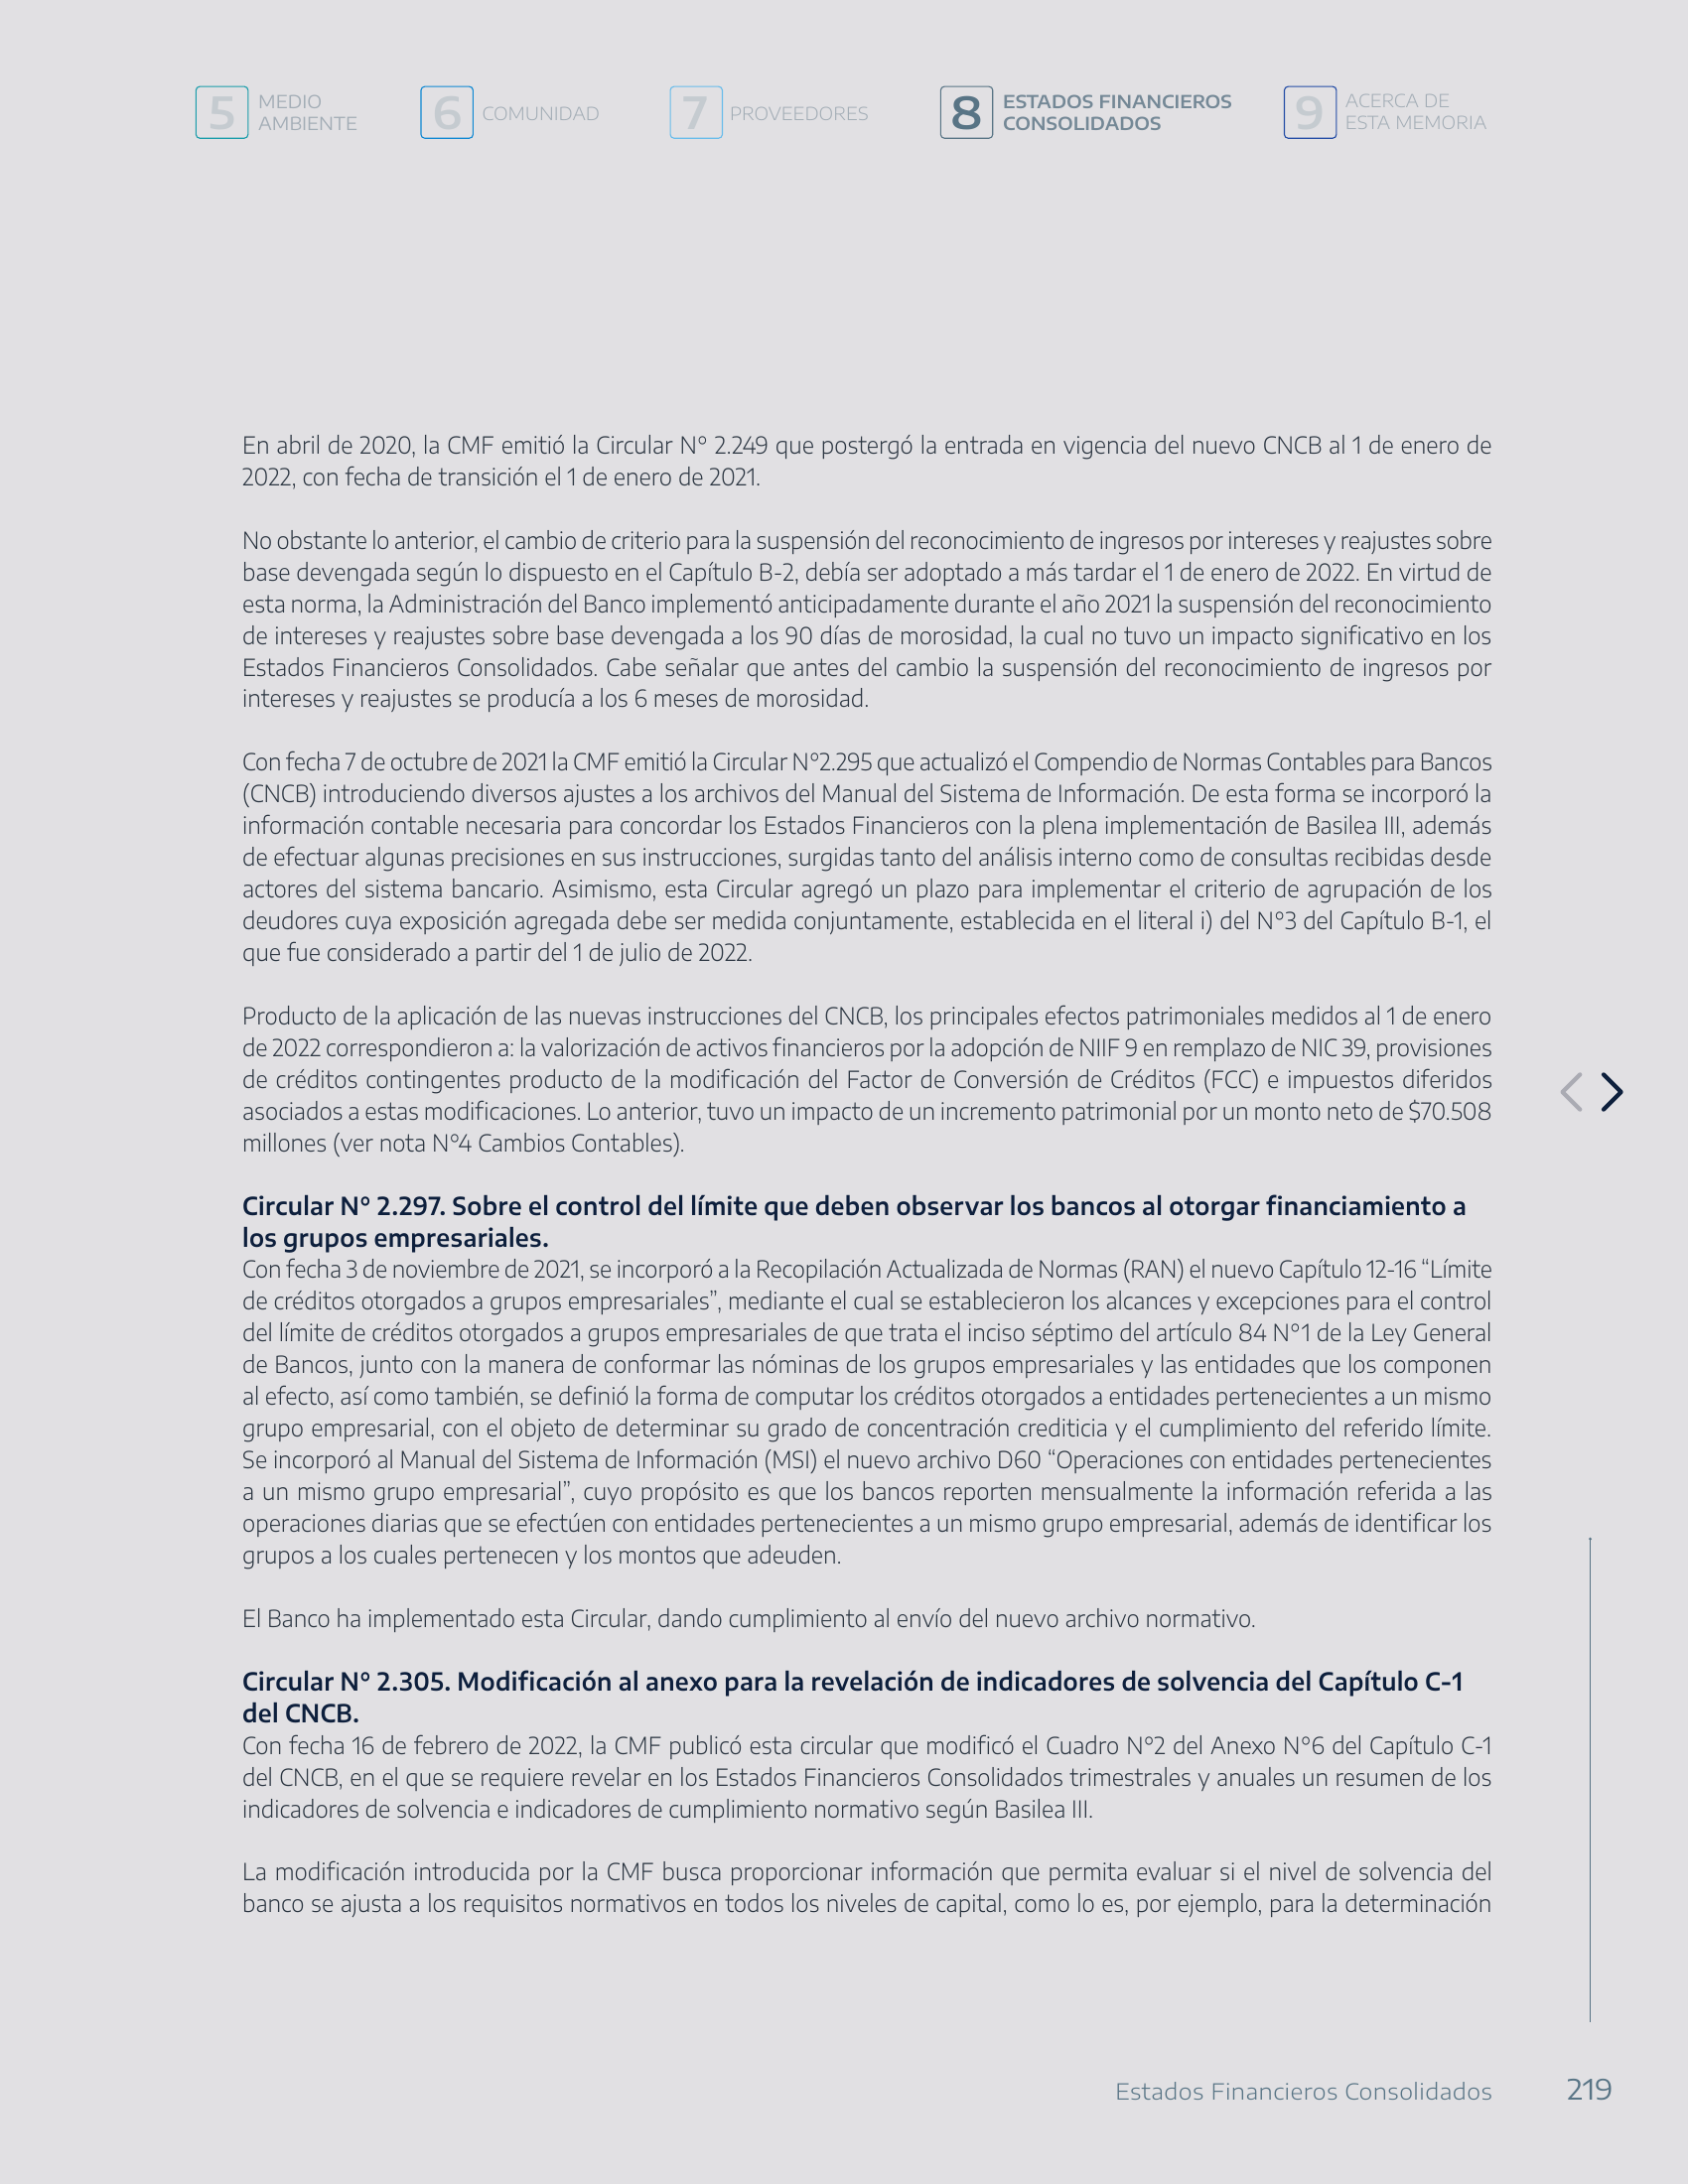 5 MEDIO AMBIENTE
6 COMUNIDAD
7 PROVEEDORES
8 ESTADOS FINANCIEROS CONSOLIDADOS
9 ACERCA DE ESTA MEMORIA
En abril de 2020, la CMF emitió la Circular N° 2.249 que postergó la entrada en vigencia del nuevo CNCB al 1 de enero de
2022, con fecha de transición el 1 de enero de 2021.
No obstante lo anterior, el cambio de criterio para la suspensión del reconocimiento de ingresos por intereses y reajustes sobre
base devengada según lo dispuesto en el Capítulo B-2, debía ser adoptado a más tardar el 1 de enero de 2022. En virtud de
esta norma, la Administración del Banco implementó anticipadamente durante el año 2021 la suspensión del reconocimiento
de intereses y reajustes sobre base devengada a los 90 días de morosidad, la cual no tuvo un impacto significativo en los
Estados Financieros Consolidados. Cabe señalar que antes del cambio la suspensión del reconocimiento de ingresos por
intereses y reajustes se producía a los 6 meses de morosidad.
Con fecha 7 de octubre de 2021 la CMF emitió la Circular N°2.295 que actualizó el Compendio de Normas Contables para Bancos
(CNCB) introduciendo diversos ajustes a los archivos del Manual del Sistema de Información. De esta forma se incorporó la
información contable necesaria para concordar los Estados Financieros con la plena implementación de Basilea III, además
de efectuar algunas precisiones en sus instrucciones, surgidas tanto del análisis interno como de consultas recibidas desde
actores del sistema bancario. Asimismo, esta Circular agregó un plazo para implementar el criterio de agrupación de los
deudores cuya exposición agregada debe ser medida conjuntamente, establecida en el literal i) del N°3 del Capítulo B-1, el
que fue considerado a partir del 1 de julio de 2022.
Producto de la aplicación de las nuevas instrucciones del CNCB, los principales efectos patrimoniales medidos al 1 de enero
de 2022 correspondieron a: la valorización de activos financieros por la adopción de NIIF 9 en remplazo de NIC 39, provisiones
de créditos contingentes producto de la modificación del Factor de Conversión de Créditos (FCC) e impuestos diferidos
asociados a estas modificaciones. Lo anterior, tuvo un impacto de un incremento patrimonial por un monto neto de $70.508
millones (ver nota N°4 Cambios Contables).
Circular N° 2.297. Sobre el control del límite que deben observar los bancos al otorgar financiamiento a
los grupos empresariales.
Con fecha 3 de noviembre de 2021, se incorporó a la Recopilación Actualizada de Normas (RAN) el nuevo Capítulo 12-16 “Límite
de créditos otorgados a grupos empresariales”, mediante el cual se establecieron los alcances y excepciones para el control
del límite de créditos otorgados a grupos empresariales de que trata el inciso séptimo del artículo 84 N°1 de la Ley General
de Bancos, junto con la manera de conformar las nóminas de los grupos empresariales y las entidades que los componen
al efecto, así como también, se definió la forma de computar los créditos otorgados a entidades pertenecientes a un mismo
grupo empresarial, con el objeto de determinar su grado de concentración crediticia y el cumplimiento del referido límite.
Se incorporó al Manual del Sistema de Información (MSI) el nuevo archivo D60 “Operaciones con entidades pertenecientes
a un mismo grupo empresarial”, cuyo propósito es que los bancos reporten mensualmente la información referida a las
operaciones diarias que se efectúen con entidades pertenecientes a un mismo grupo empresarial, además de identificar los
grupos a los cuales pertenecen y los montos que adeuden.
El Banco ha implementado esta Circular, dando cumplimiento al envío del nuevo archivo normativo.
Circular N° 2.305. Modificación al anexo para la revelación de indicadores de solvencia del Capítulo C-1
del CNCB.
Con fecha 16 de febrero de 2022, la CMF publicó esta circular que modificó el Cuadro N°2 del Anexo N°6 del Capítulo C-1
del CNCB, en el que se requiere revelar en los Estados Financieros Consolidados trimestrales y anuales un resumen de los
indicadores de solvencia e indicadores de cumplimiento normativo según Basilea III.
La modificación introducida por la CMF busca proporcionar información que permita evaluar si el nivel de solvencia del
banco se ajusta a los requisitos normativos en todos los niveles de capital, como lo es, por ejemplo, para la determinación
Estados Financieros Consolidados 219